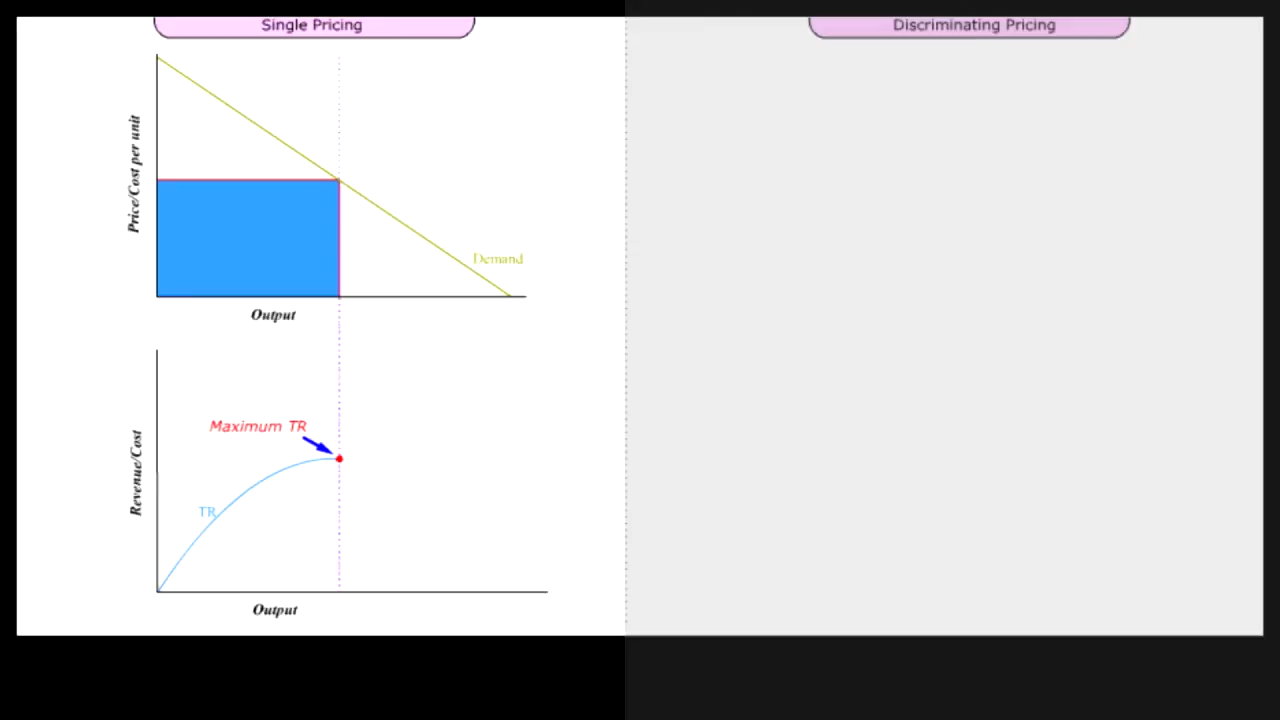 Single Pricing
Discriminating Pricing
Price/Cost per unit
Demand
Output
Maximum TR
Revenue/Cost
TR
Output